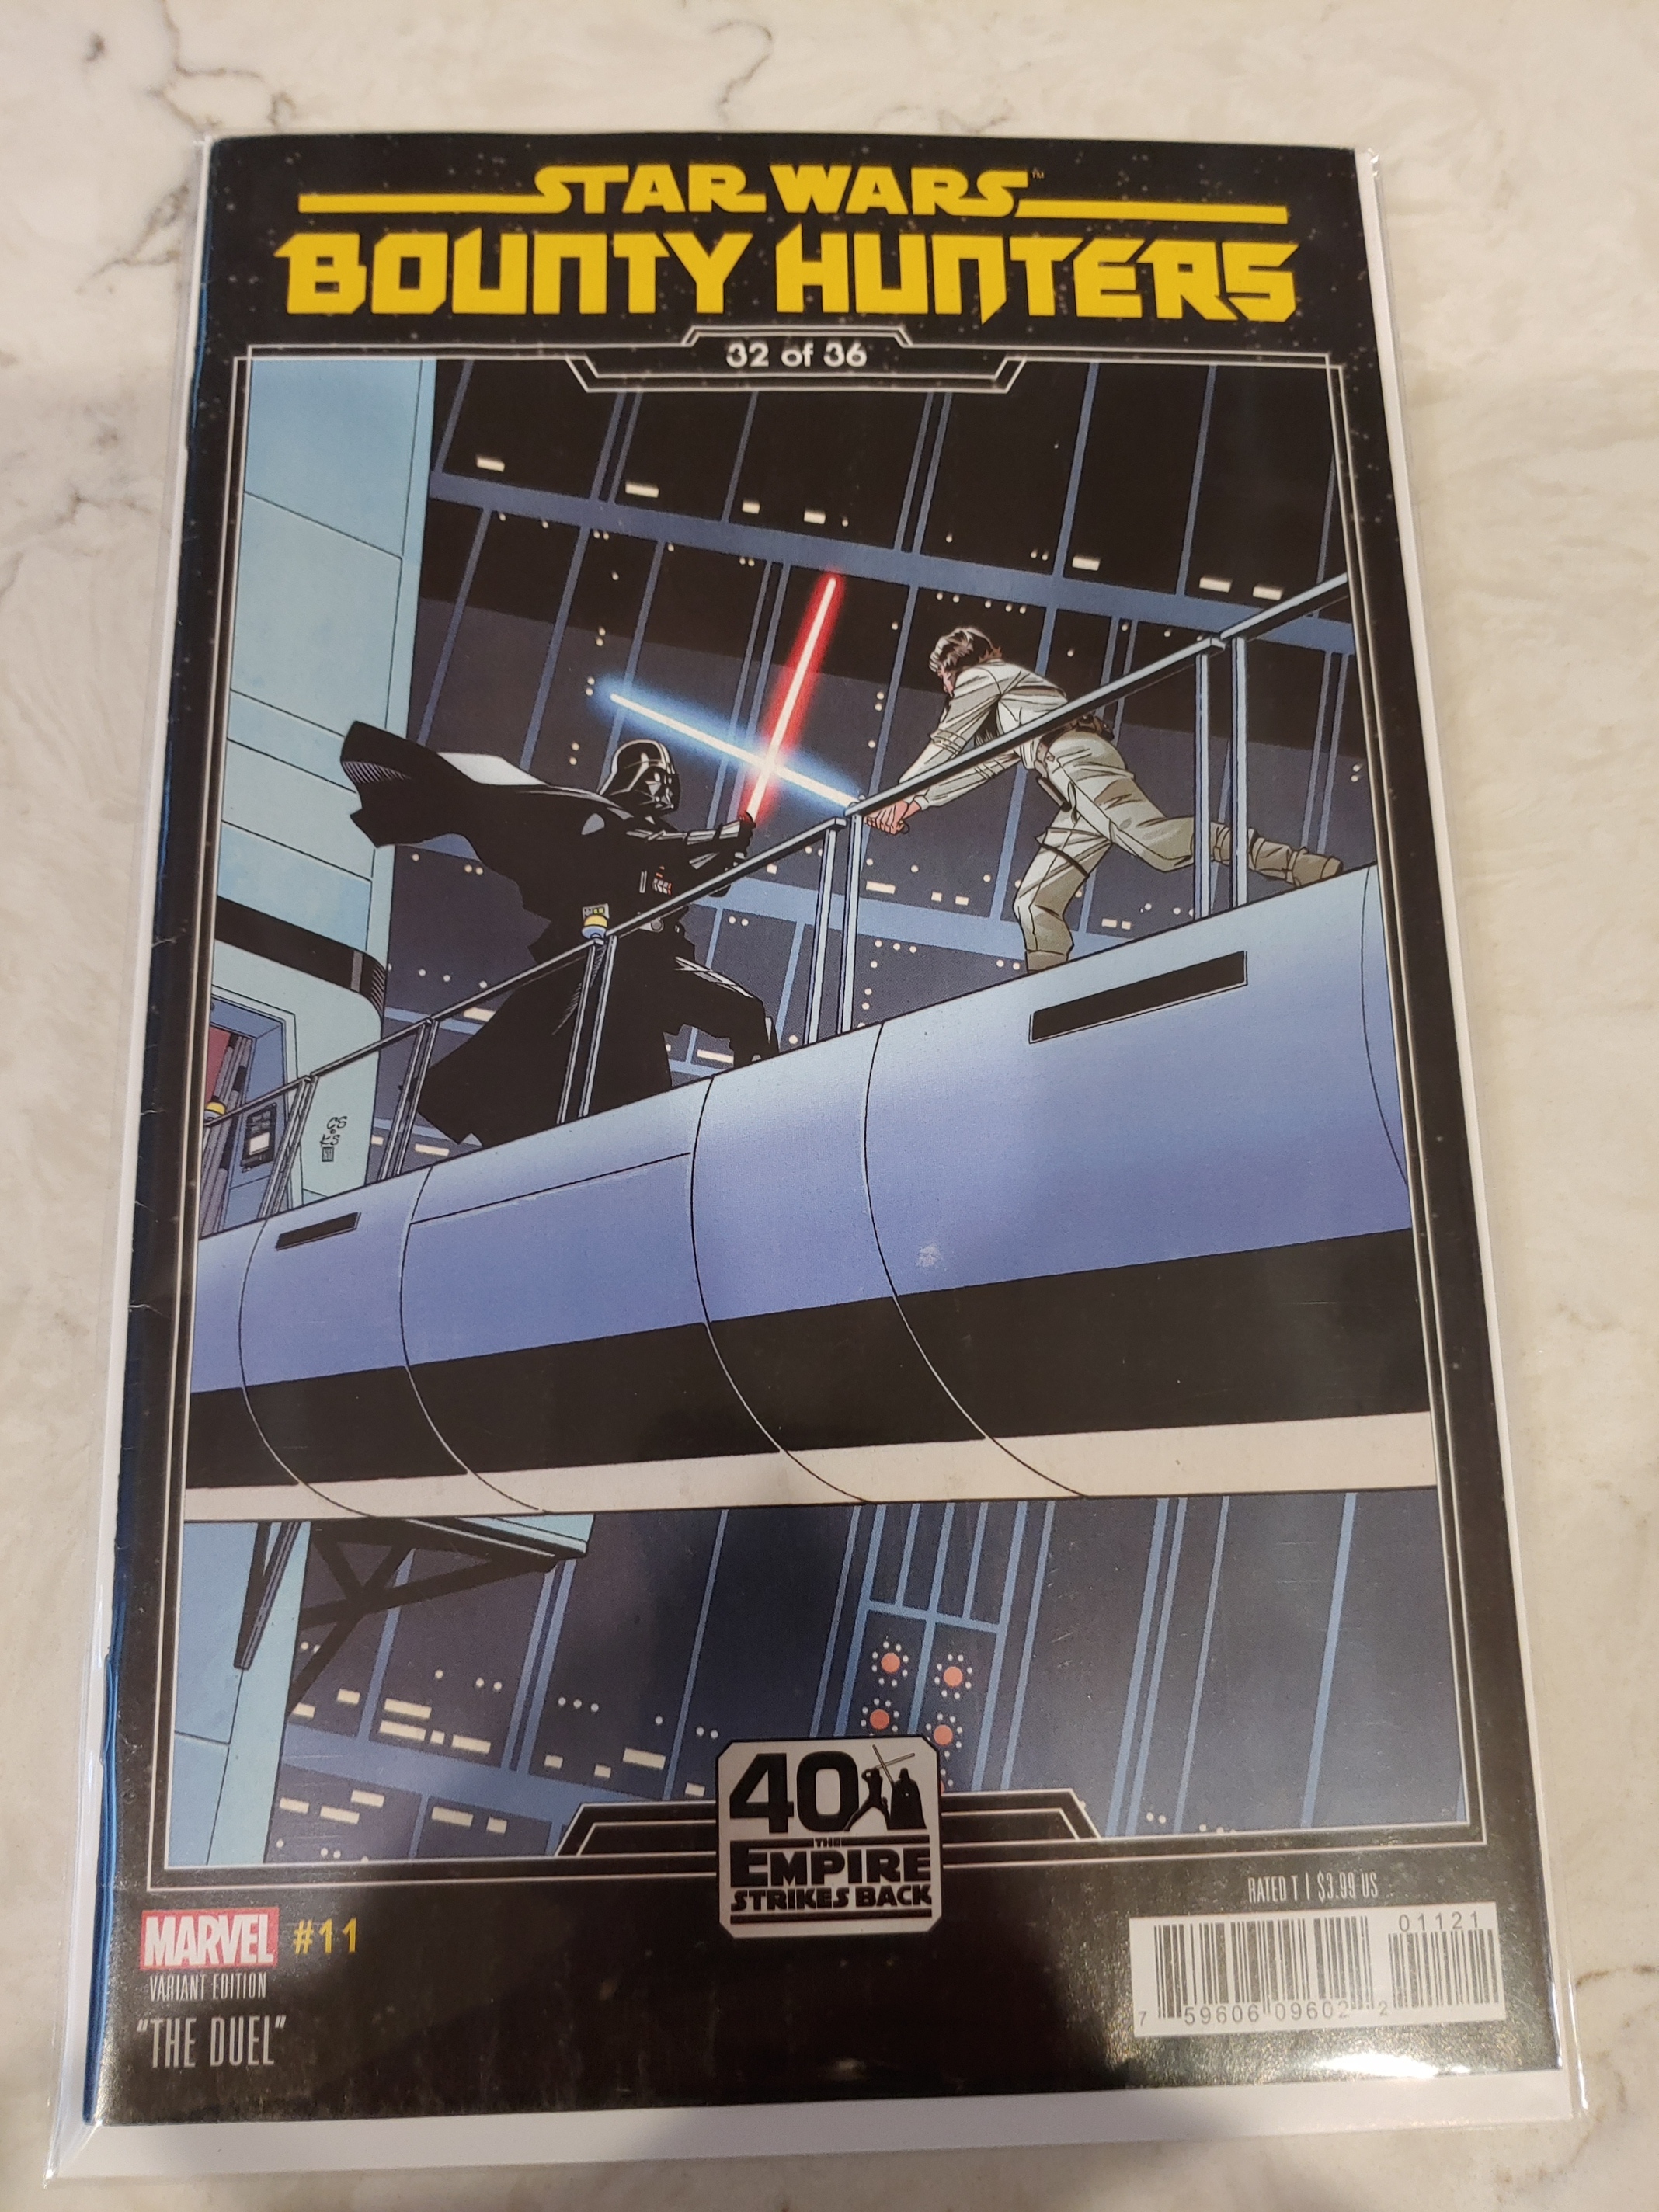 STAR WARS™
BOUNTY HUNTERS
32 of 36
40
THE
EMPIRE
STRIKES BACK
RATED T | $3.99 US
MARVEL #11
VARIANT EDITION
"THE DUEL"
01121
7 59606 09602 2